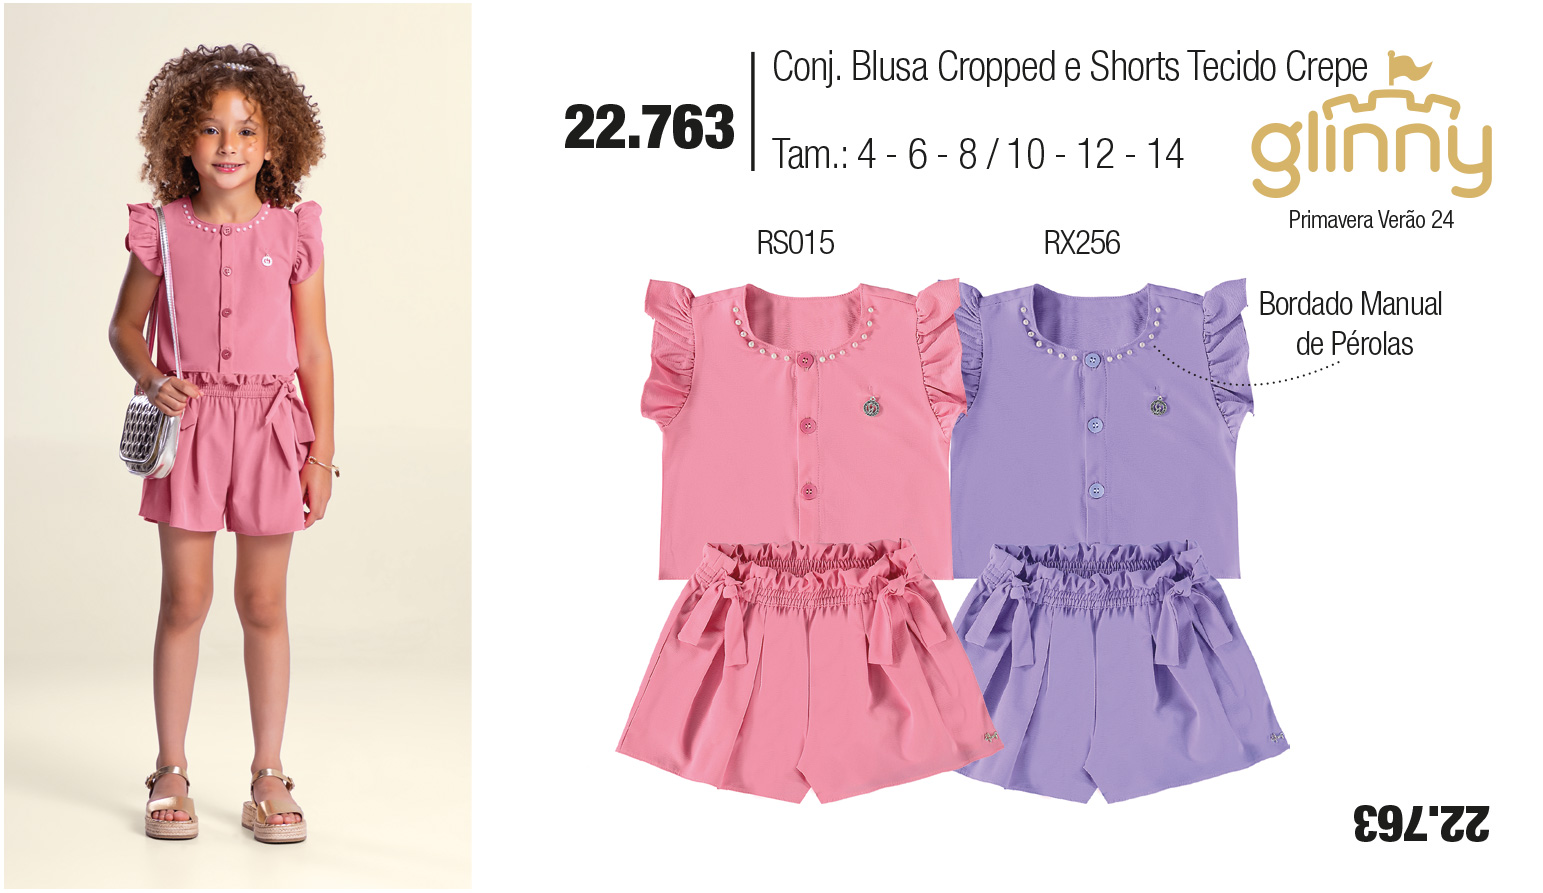 22.763
Conj. Blusa Cropped e Shorts Tecido Crepe
Tam.: 4 - 6 - 8 / 10 - 12 - 14
glinny
Primavera Verão 24
RS015
RX256
Bordado Manual
de Pérolas
22.763